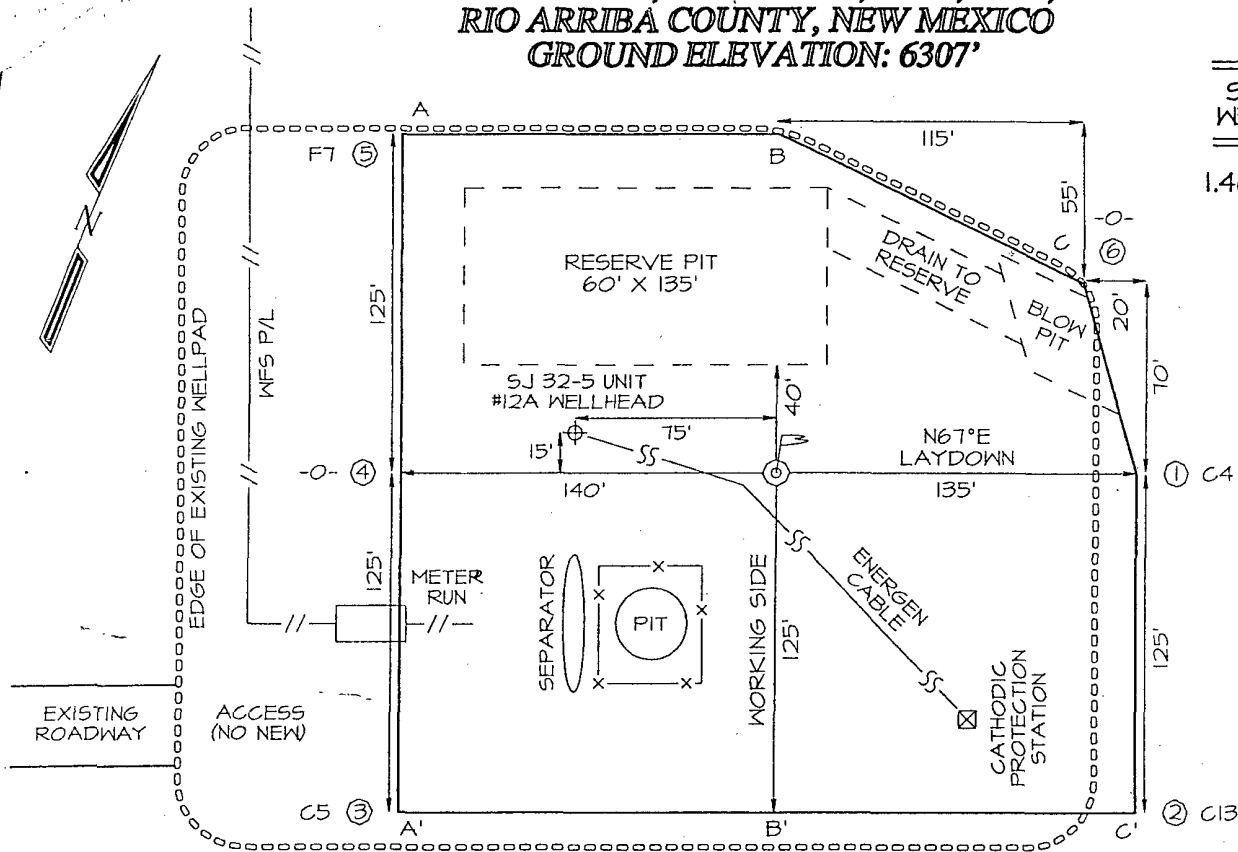 RIO ARRIBA COUNTY, NEW MEXICO
GROUND ELEVATION: 6307'
1.4
A
B
115'
55'
F7 ⑤
-0-
C
⑥
N
RESERVE PIT
60' X 135'
DRAIN TO
RESERVE
BLOW
PIT
20'
70'
125'
EDGE OF EXISTING WELLPAD
WFS P/L
SJ 32-5 UNIT
#12A WELLHEAD
40'
75'
15'
N67°E
LAYDOWN
-0- ④
140'
135'
① C4
125'
METER
RUN
SEPARATOR
PIT
WORKING SIDE
125'
ENERGEN
CABLE
CATHODIC
PROTECTION
STATION
125'
EXISTING
ROADWAY
ACCESS
(NO NEW)
C5 ③
A'
B'
C'
② C13